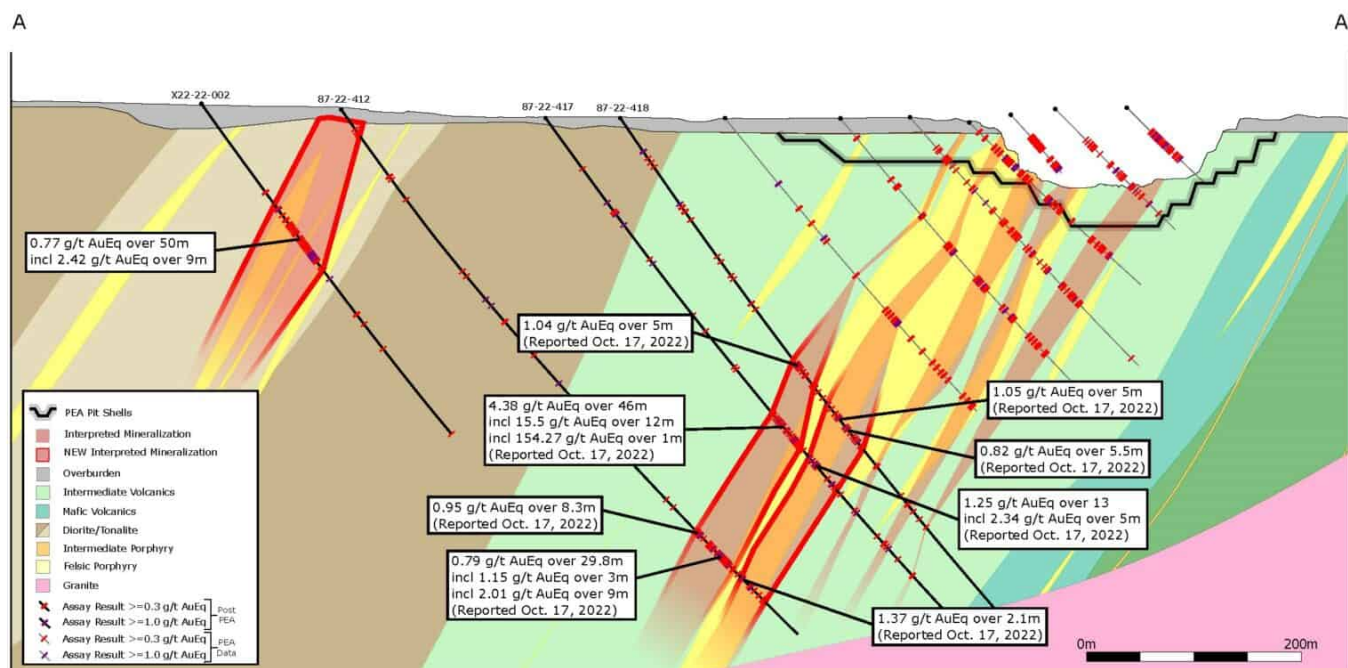 A
A
X22-22-002
87-22-412
87-22-417
87-22-418
0.77 g/t AuEq over 50m
incl 2.42 g/t AuEq over 9m
1.04 g/t AuEq over 5m
(Reported Oct. 17, 2022)
4.38 g/t AuEq over 46m
incl 15.5 g/t AuEq over 12m
incl 154.27 g/t AuEq over 1m
(Reported Oct. 17, 2022)
1.05 g/t AuEq over 5m
(Reported Oct. 17, 2022)
0.82 g/t AuEq over 5.5m
(Reported Oct. 17, 2022)
1.25 g/t AuEq over 13
incl 2.34 g/t AuEq over 5m
(Reported Oct. 17, 2022)
0.95 g/t AuEq over 8.3m
(Reported Oct. 17, 2022)
0.79 g/t AuEq over 29.8m
incl 1.15 g/t AuEq over 3m
incl 2.01 g/t AuEq over 9m
(Reported Oct. 17, 2022)
1.37 g/t AuEq over 2.1m
(Reported Oct. 17, 2022)
PEA Pit Shells
Interpreted Mineralization
NEW Interpreted Mineralization
Overburden
Intermediate Volcanics
Mafic Volcanics
Diorite/Tonalite
Intermediate Porphyry
Felsic Porphyry
Granite
Assay Result >=0.3 g/t AuEq
Assay Result >=1.0 g/t AuEq
Post
PEA
Assay Result >=0.3 g/t AuEq
Assay Result >=1.0 g/t AuEq
PEA
Data
0m
200m